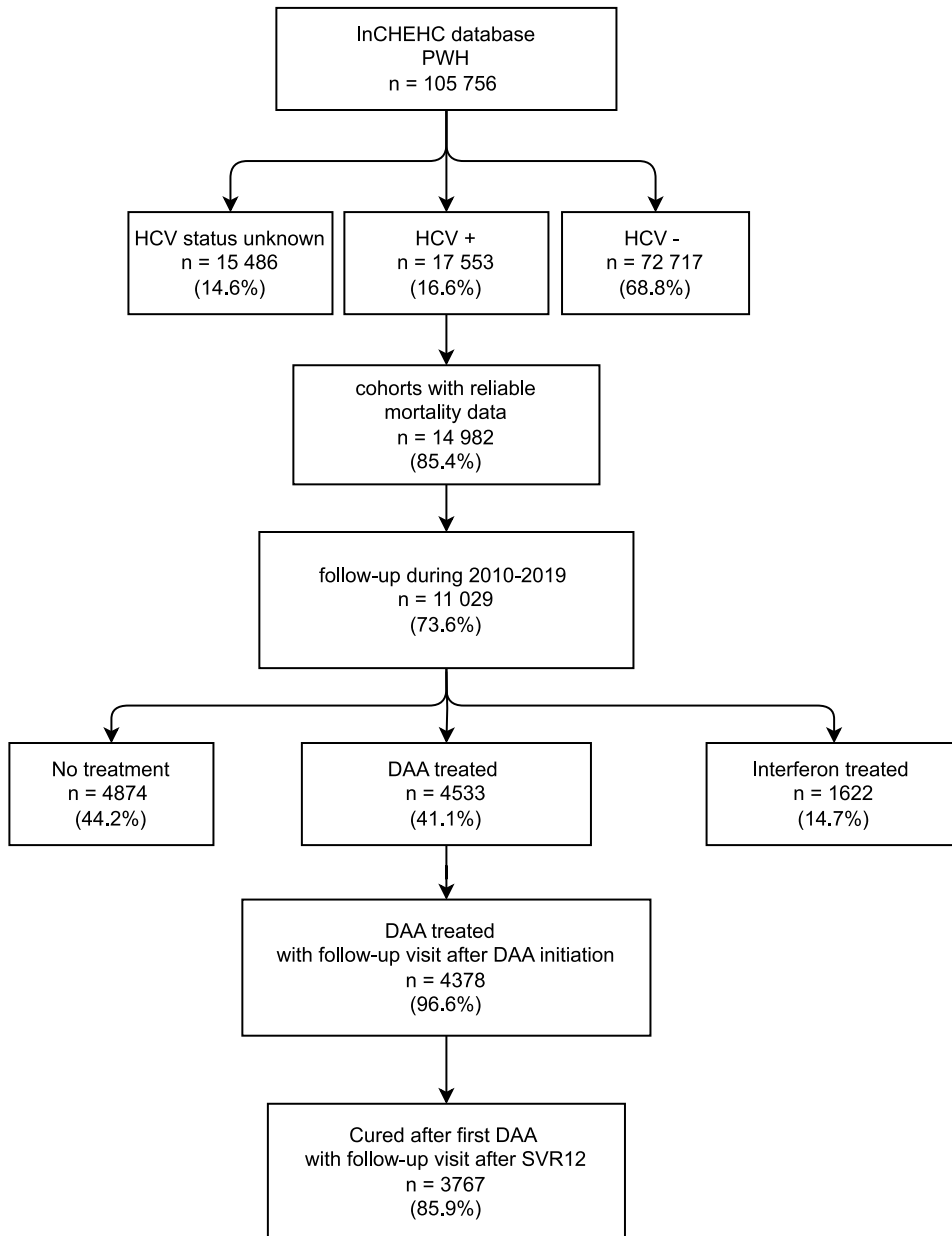 InCHEHC database
PWH
n = 105 756
HCV status unknown
n = 15 486
(14.6%)
HCV +
n = 17 553
(16.6%)
HCV -
n = 72 717
(68.8%)
cohorts with reliable
mortality data
n = 14 982
(85.4%)
follow-up during 2010-2019
n = 11 029
(73.6%)
No treatment
n = 4874
(44.2%)
DAA treated
n = 4533
(41.1%)
Interferon treated
n = 1622
(14.7%)
DAA treated
with follow-up visit after DAA initiation
n = 4378
(96.6%)
Cured after first DAA
with follow-up visit after SVR12
n = 3767
(85.9%)